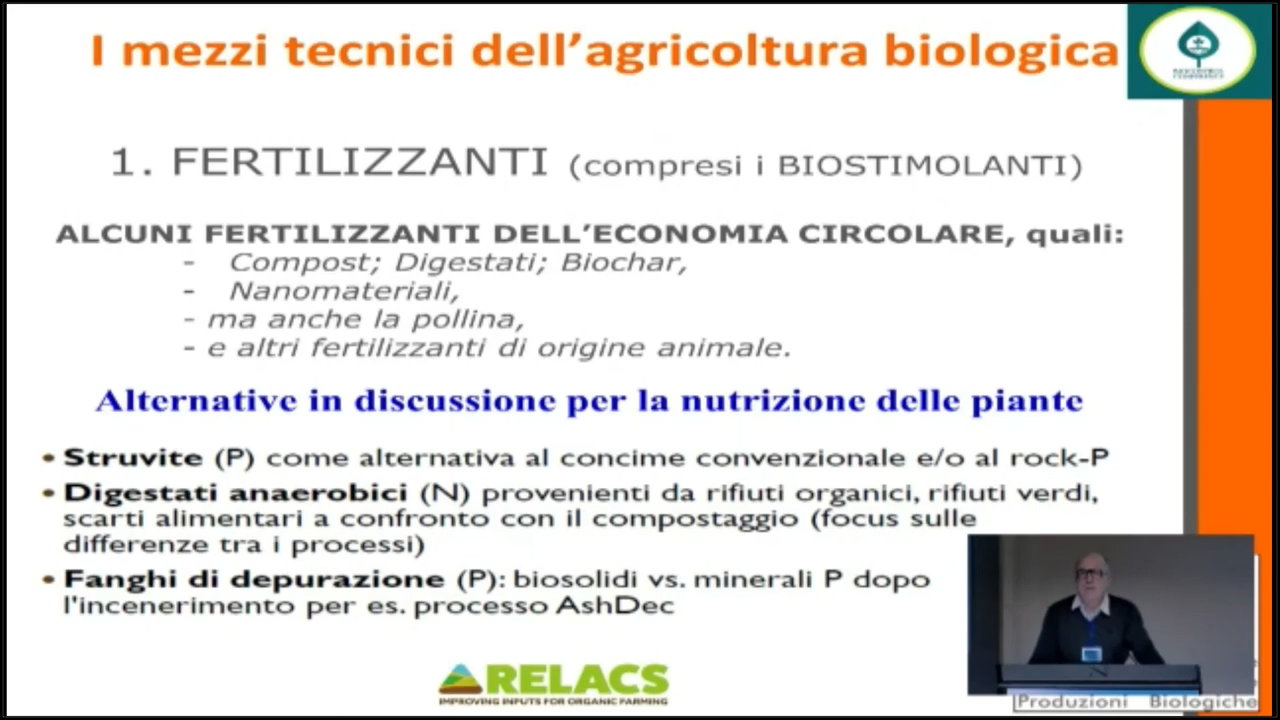 I mezzi tecnici dell’agricoltura biologica
1. FERTILIZZANTI (compresi i BIOSTIMOLANTI)
ALCUNI FERTILIZZANTI DELL’ECONOMIA CIRCOLARE, quali:
- Compost; Digestati; Biochar,
- Nanomateriali,
- ma anche la pollina,
- e altri fertilizzanti di origine animale.
Alternative in discussione per la nutrizione delle piante
• Struvite (P) come alternativa al concime convenzionale e/o al rock-P
• Digestati anaerobici (N) provenienti da rifiuti organici, rifiuti verdi,
scarti alimentari a confronto con il compostaggio (focus sulle
differenze tra i processi)
• Fanghi di depurazione (P): biosolidi vs. minerali P dopo
l'incenerimento per es. processo AshDec
RELACS
IMPROVING INPUTS FOR ORGANIC FARMING
Produzioni Biologiche